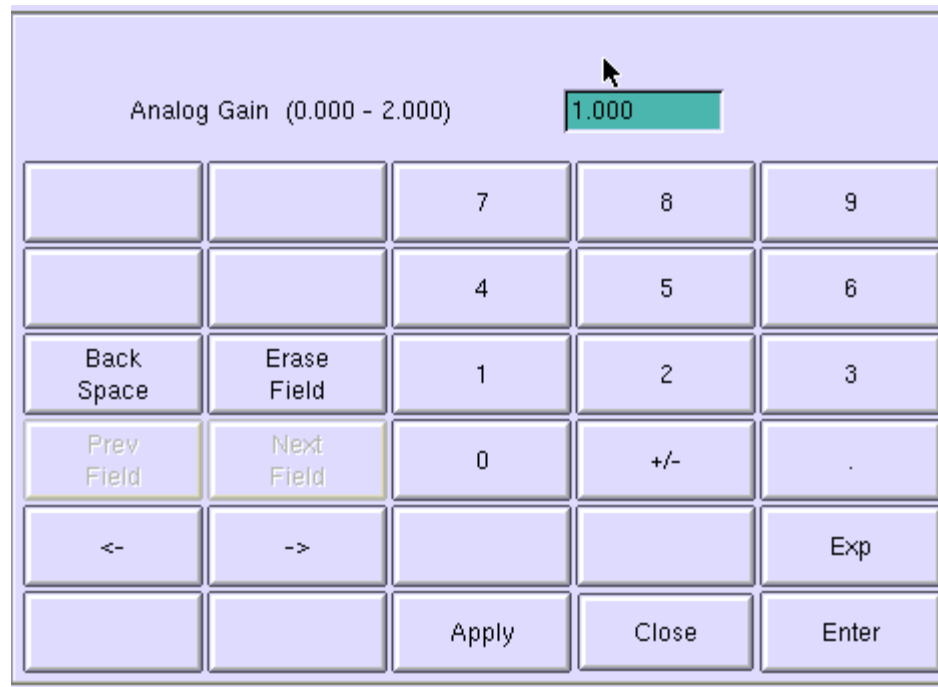 Analog Gain (0.000 - 2.000) 1.000
7 8 9
4 5 6
Back Space Erase Field 1 2 3
Prev Field Next Field 0 +/- .
<- -> Exp
Apply Close Enter